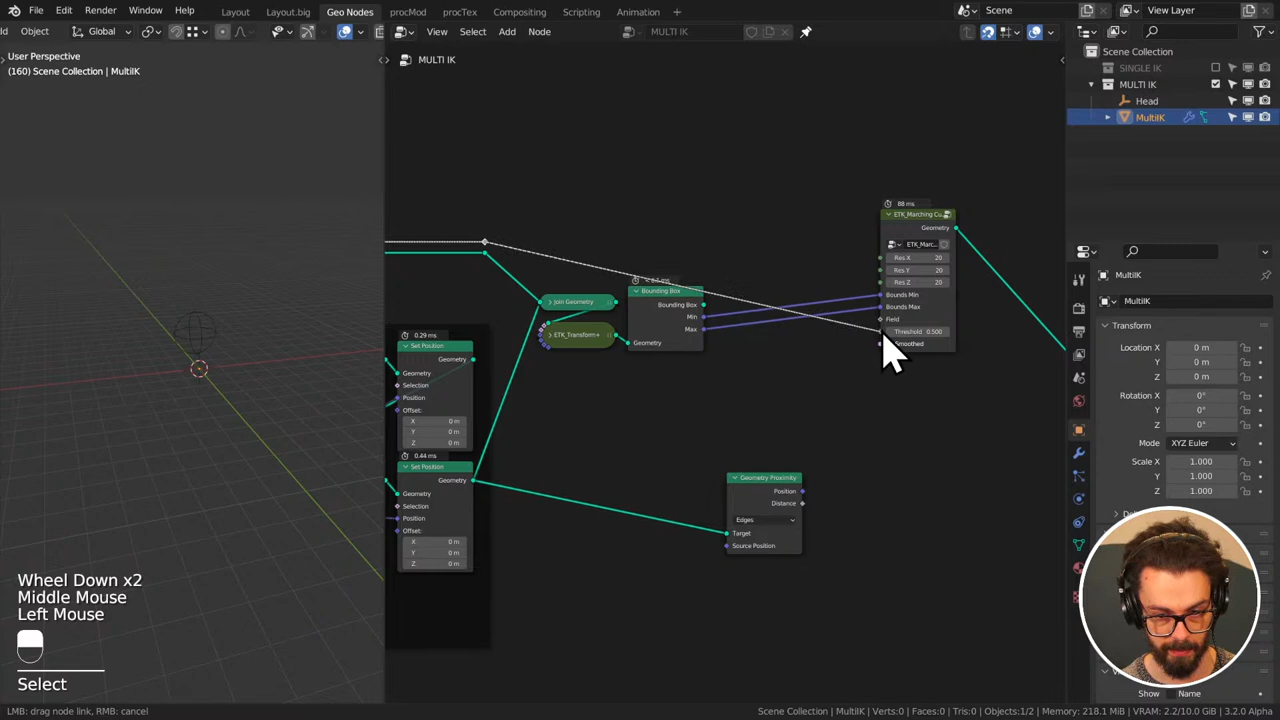 File Edit Render Window Help Layout Layout.big Geo Nodes procMod procTex Compositing Scripting Animation + Scene View Layer
Object Global View Select Add Node MULTI IK
User Perspective
(160) Scene Collection | MultiIK
MULTI IK
Scene Collection
SINGLE IK
MULTI IK
Head
MultiIK
88 ms
ETK_Marching Cu..
Geometry
ETK_Marc...
Res X 20
Res Y 20
Res Z 20
Bounds Min
Bounds Max
Field
Threshold 0.500
Smoothed
Join Geometry
ETK_Transform+
Bounding Box
Bounding Box
Min
Max
Geometry
0.29 ms
Set Position
Geometry
Geometry
Selection
Position
Offset:
X 0 m
Y 0 m
Z 0 m
0.44 ms
Set Position
Geometry
Geometry
Selection
Position
Offset:
X 0 m
Y 0 m
Z 0 m
Geometry Proximity
Position
Distance
Edges
Target
Source Position
MultiIK
MultiIK
Transform
Location X 0 m
Y 0 m
Z 0 m
Rotation X 0°
Y 0°
Z 0°
Mode XYZ Euler
Scale X 1.000
Y 1.000
Z 1.000
Show Name
Wheel Down x2
Middle Mouse
Left Mouse
Select
LMB: drag node link, RMB: cancel
Scene Collection | MultiIK | Verts:0 | Faces:0 | Tris:0 | Objects:1/2 | Memory: 218.1 MiB | VRAM: 2.2/10.0 GiB | 3.2.0 Alpha